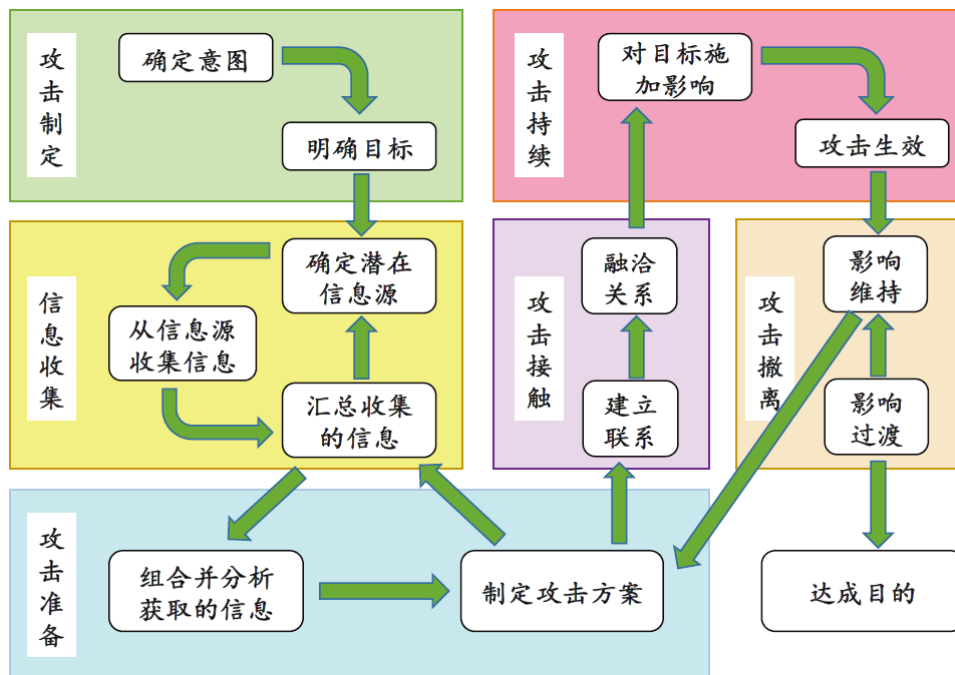 攻击制定
确定意图
明确目标
信息收集
确定潜在
信息源
从信息源
收集信息
汇总收集
的信息
攻击准备
组合并分析
获取的信息
制定攻击方案
攻击接触
建立
联系
融洽
关系
攻击持续
对目标施
加影响
攻击生效
攻击撤离
影响
维持
影响
过渡
达成目的